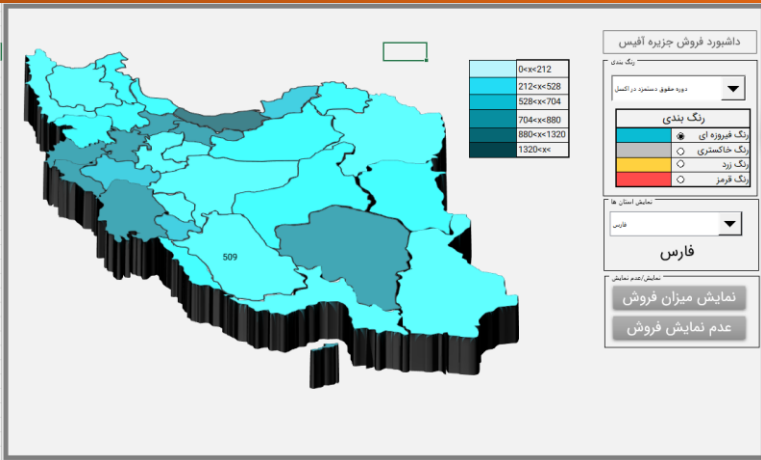 داشبورد فروش جزیره آفیس
رنگ بندی
دوره حقوق دستمزد در اکسل
رنگ بندی
رنگ فیروزه ای
رنگ خاکستری
رنگ زرد
رنگ قرمز
نمایش استان ها
فارس
فارس
نمایش/عدم نمایش
نمایش میزان فروش
عدم نمایش فروش
0<x<212
212<x<528
528<x<704
704<x<880
880<x<1320
1320<x<
509